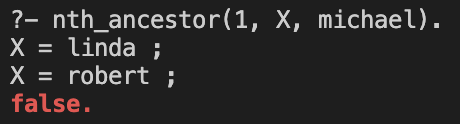 ?- nth_ancestor(1, X, michael).
X = linda ;
X = robert ;
false.